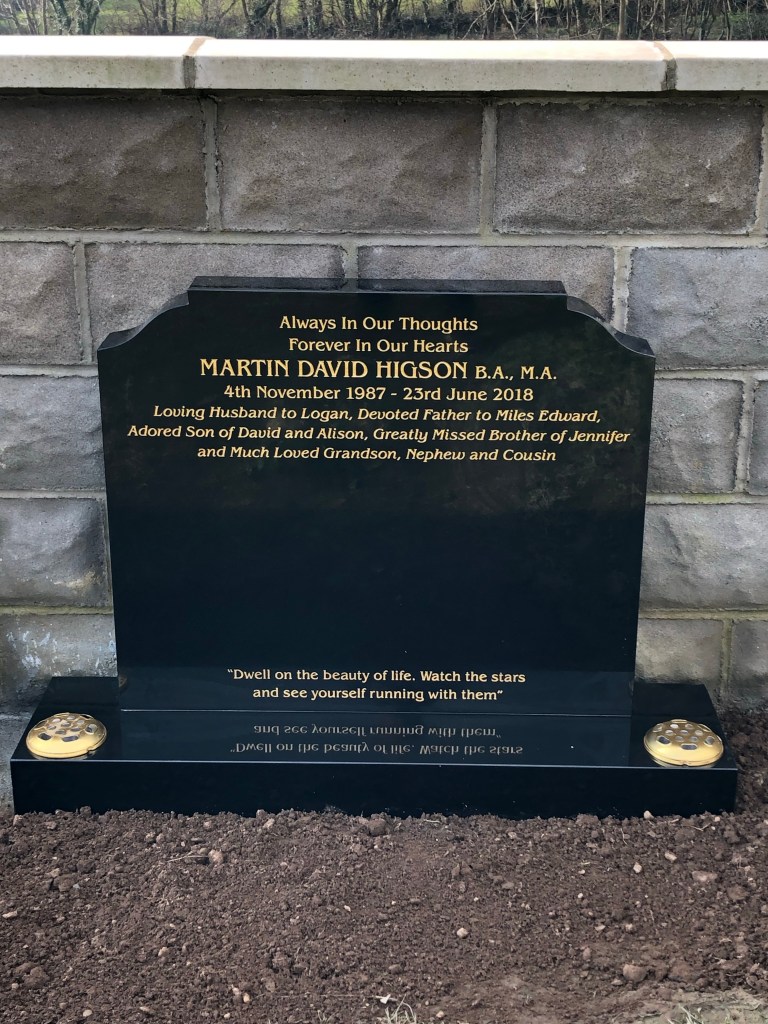 Always In Our Thoughts
Forever In Our Hearts
MARTIN DAVID HIGSON B.A., M.A.
4th November 1987 - 23rd June 2018
Loving Husband to Logan, Devoted Father to Miles Edward,
Adored Son of David and Alison, Greatly Missed Brother of Jennifer
and Much Loved Grandson, Nephew and Cousin
“Dwell on the beauty of life. Watch the stars
and see yourself running with them”